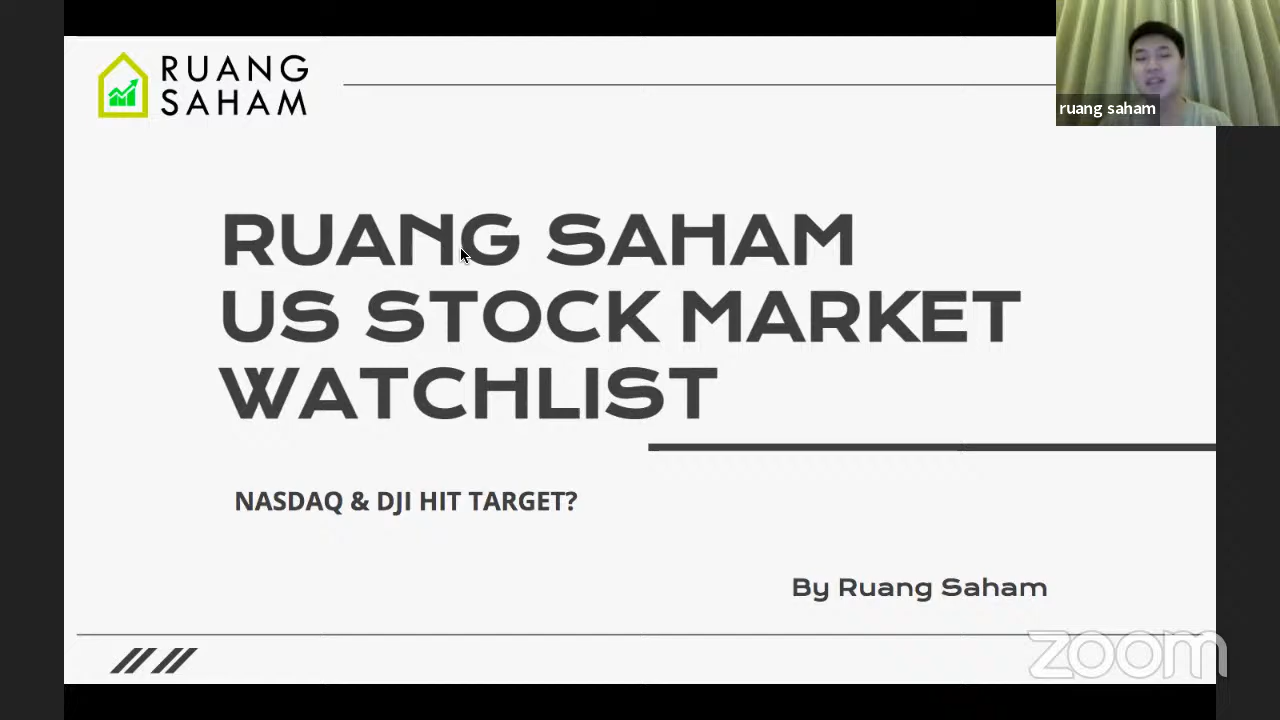 RUANG
SAHAM
ruang saham
RUANG SAHAM
US STOCK MARKET
WATCHLIST
NASDAQ & DJI HIT TARGET?
By Ruang Saham
zoom